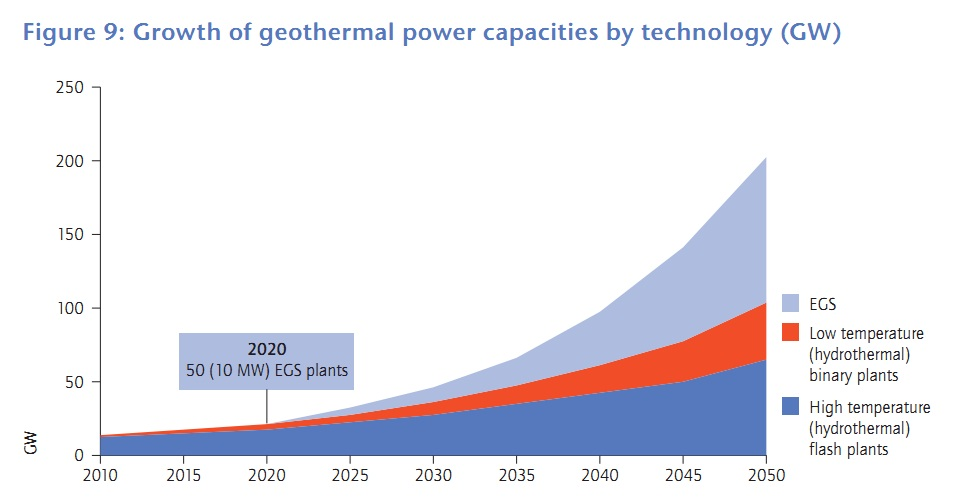 Figure 9: Growth of geothermal power capacities by technology (GW)
250
200
150
100
50
0
GW
2020
50 (10 MW) EGS plants
2010 2015 2020 2025 2030 2035 2040 2045 2050
EGS
Low temperature
(hydrothermal)
binary plants
High temperature
(hydrothermal)
flash plants